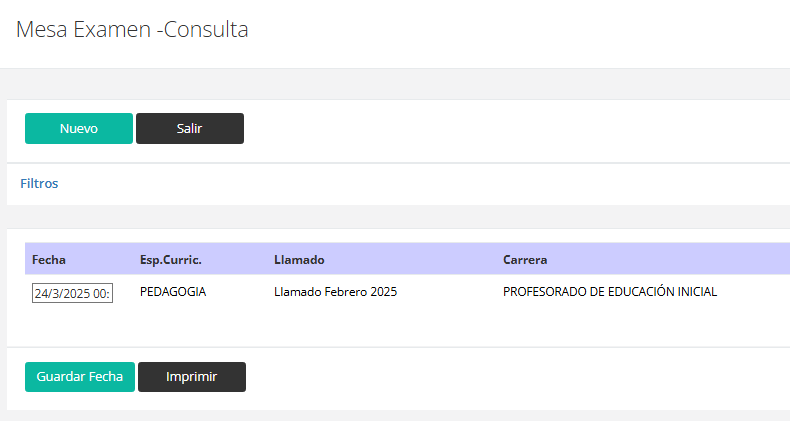 Mesa Examen -Consulta
Nuevo Salir
Filtros
Fecha Esp.Curric. Llamado Carrera
24/3/2025 00: PEDAGOGIA Llamado Febrero 2025 PROFESORADO DE EDUCACIÓN INICIAL
Guardar Fecha Imprimir